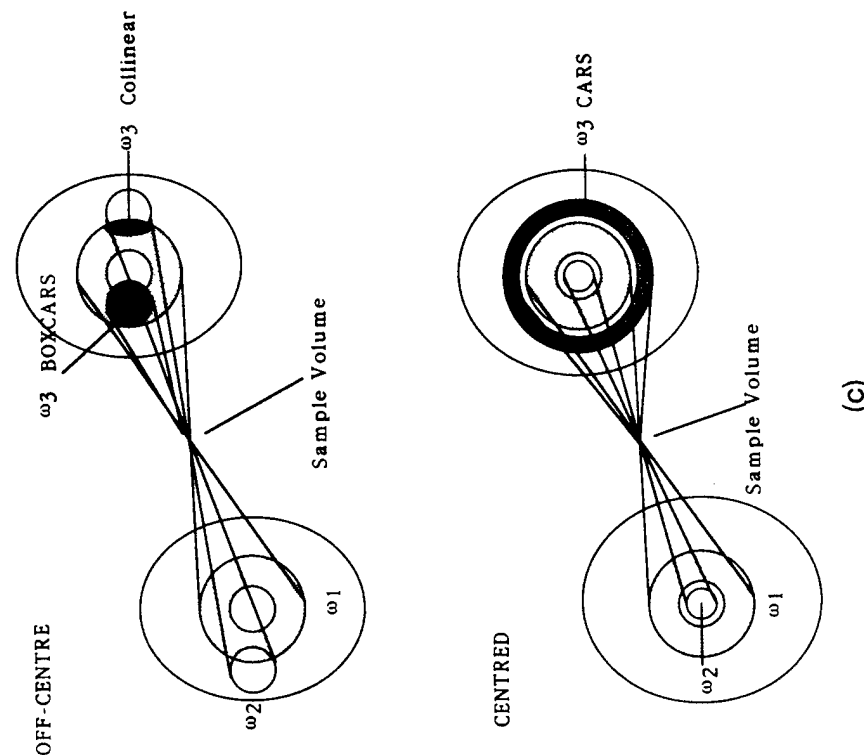 OFF-CENTRE
ω3 BOXCARS
ω3 Collinear
ω2
ω1
Sample Volume
CENTRED
ω3 CARS
ω2
ω1
Sample Volume
(c)